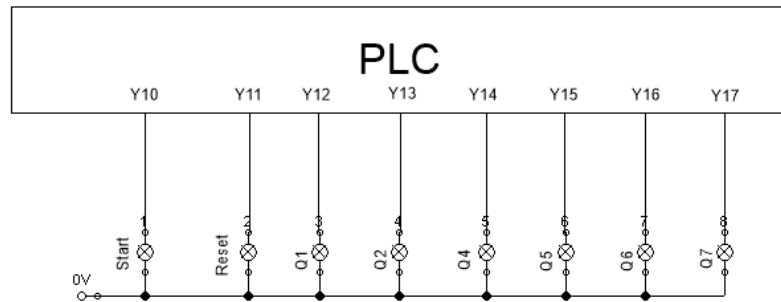 PLC
Y10 Y11 Y12 Y13 Y14 Y15 Y16 Y17
1 2 3 4 5 6 7 8
Start Reset Q1 Q2 Q4 Q5 Q6 Q7
0V